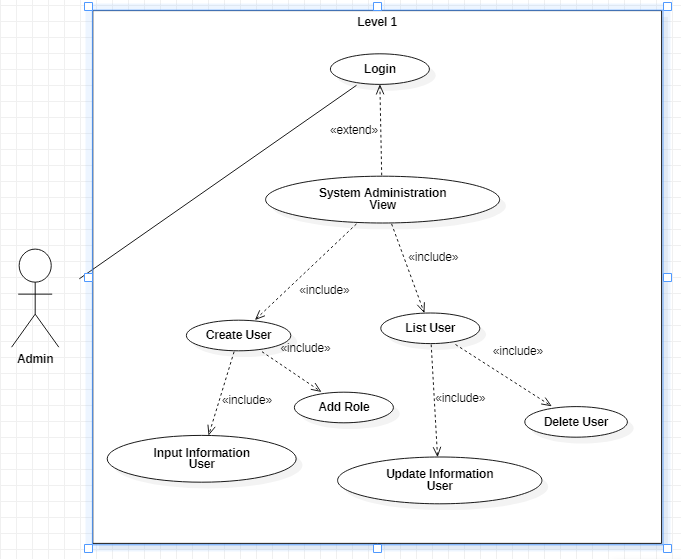 Level 1
Login
«extend»
System Administration
View
«include»
«include»
Create User
List User
«include»
«include»
Admin
«include»
«include»
Add Role
Delete User
Input Information
User
Update Information
User